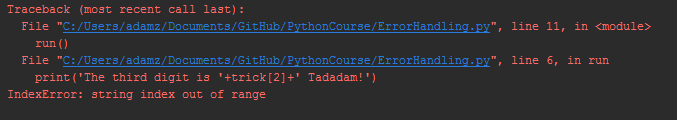 Traceback (most recent call last):
  File "C:/Users/adamz/Documents/GitHub/PythonCourse/ErrorHandling.py", line 11, in <module>
    run()
  File "C:/Users/adamz/Documents/GitHub/PythonCourse/ErrorHandling.py", line 6, in run
    print('The third digit is '+trick[2]+' Tadadam!')
IndexError: string index out of range